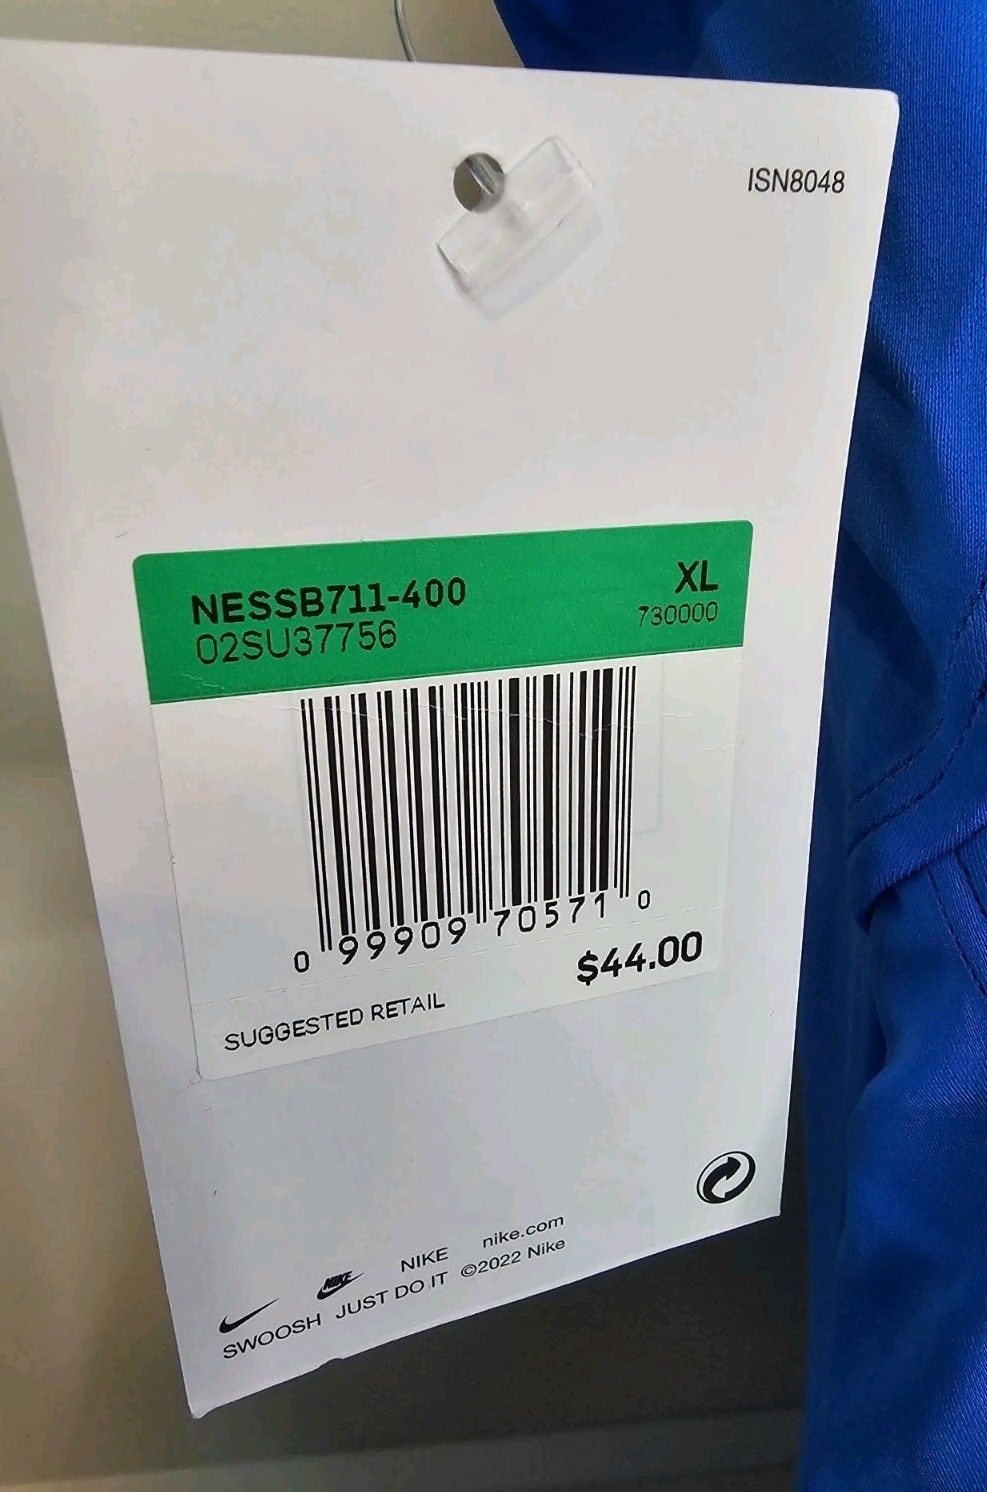 ISN8048
NESSB711-400 XL
02SU37756 730000
0 99909 70571 0
$44.00
SUGGESTED RETAIL
NIKE NIKE nike.com
SWOOSH JUST DO IT ©2022 Nike